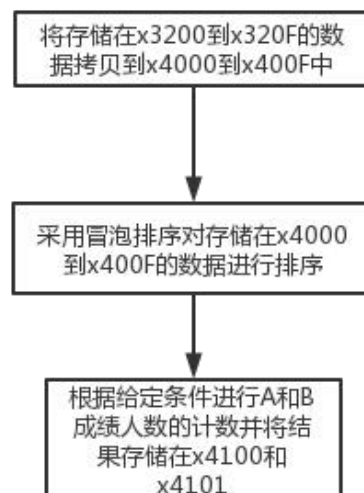 将存储在x3200到x320F的数
据拷贝到x4000到x400F中
采用冒泡排序对存储在x4000
到x400F的数据进行排序
根据给定条件进行A和B
成绩人数的计数并将结
果存储在x4100和
x4101